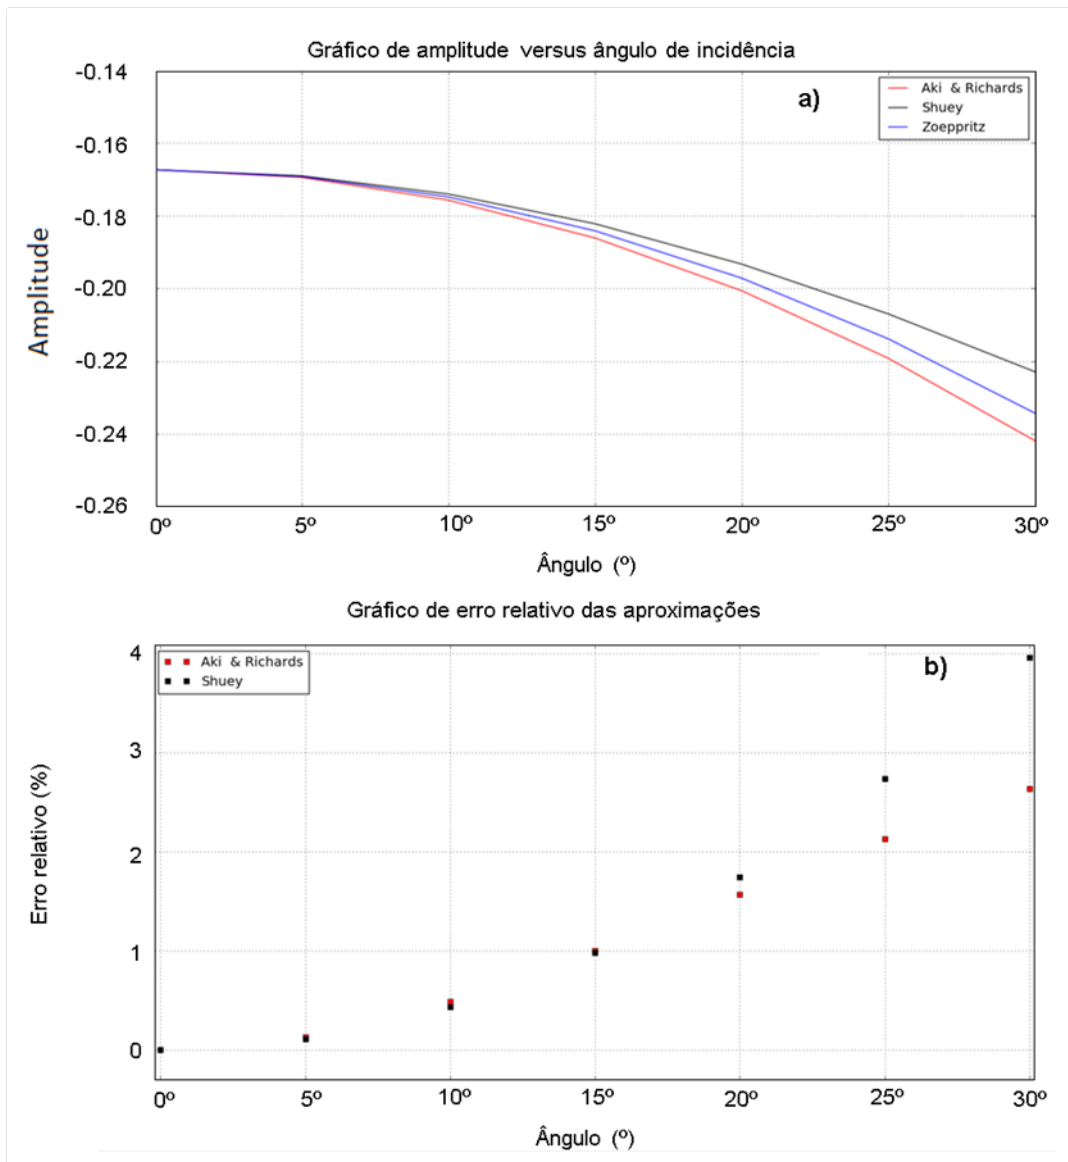 Gráfico de amplitude versus ângulo de incidência
a)
Aki & Richards
Shuey
Zoeppritz
Amplitude
-0.14
-0.16
-0.18
-0.20
-0.22
-0.24
-0.26
0º 5º 10º 15º 20º 25º 30º
Ângulo (º)
Gráfico de erro relativo das aproximações
b)
Aki & Richards
Shuey
Erro relativo (%)
4
3
2
1
0
0º 5º 10º 15º 20º 25º 30º
Ângulo (º)